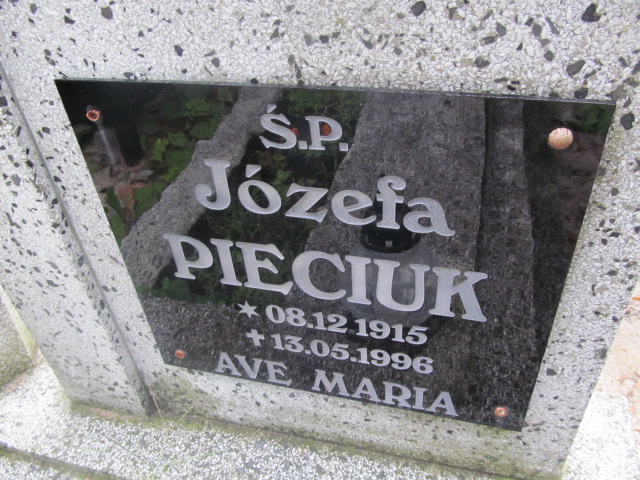 Ś.P.
Józefa
PIECIUK
* 08.12.1915
+ 13.05.1996
AVE MARIA